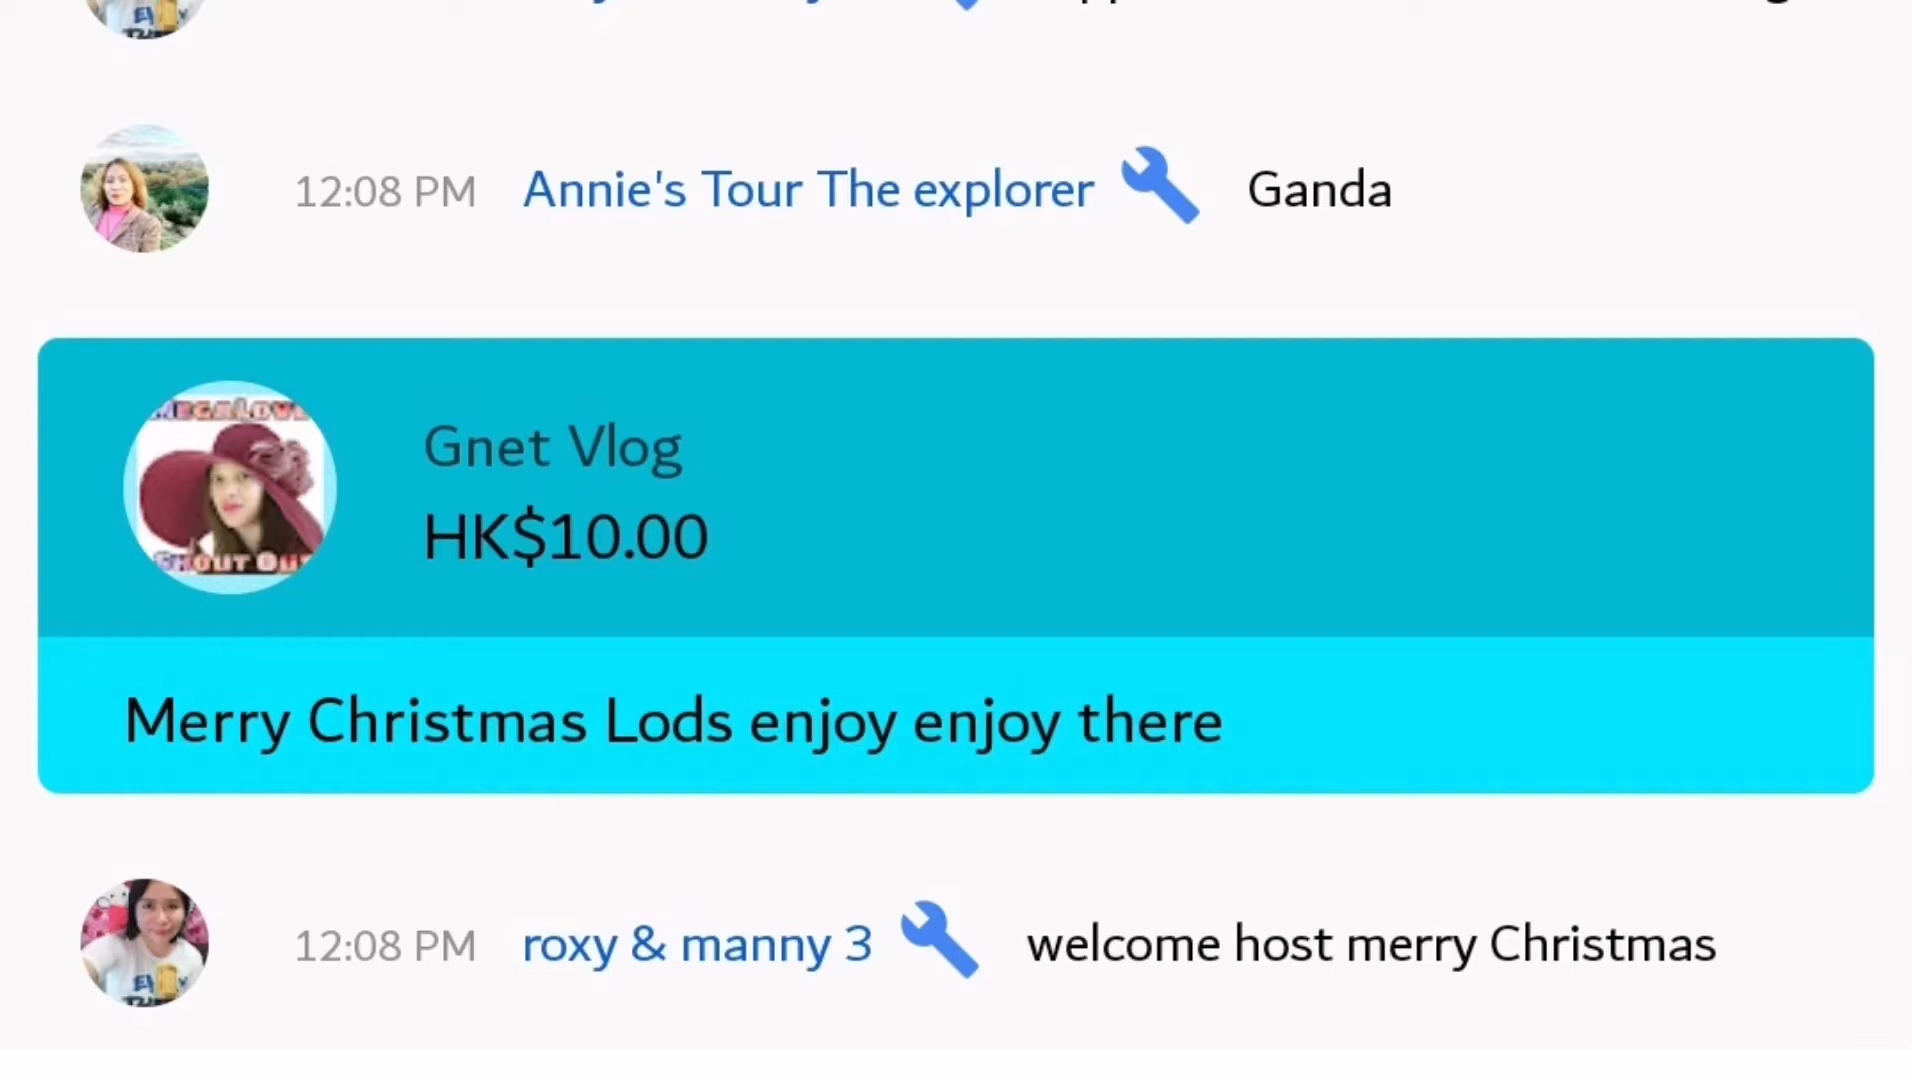 12:08 PM Annie's Tour The explorer Ganda
Gnet Vlog
HK$10.00
Merry Christmas Lods enjoy enjoy there
12:08 PM roxy & manny 3 welcome host merry Christmas